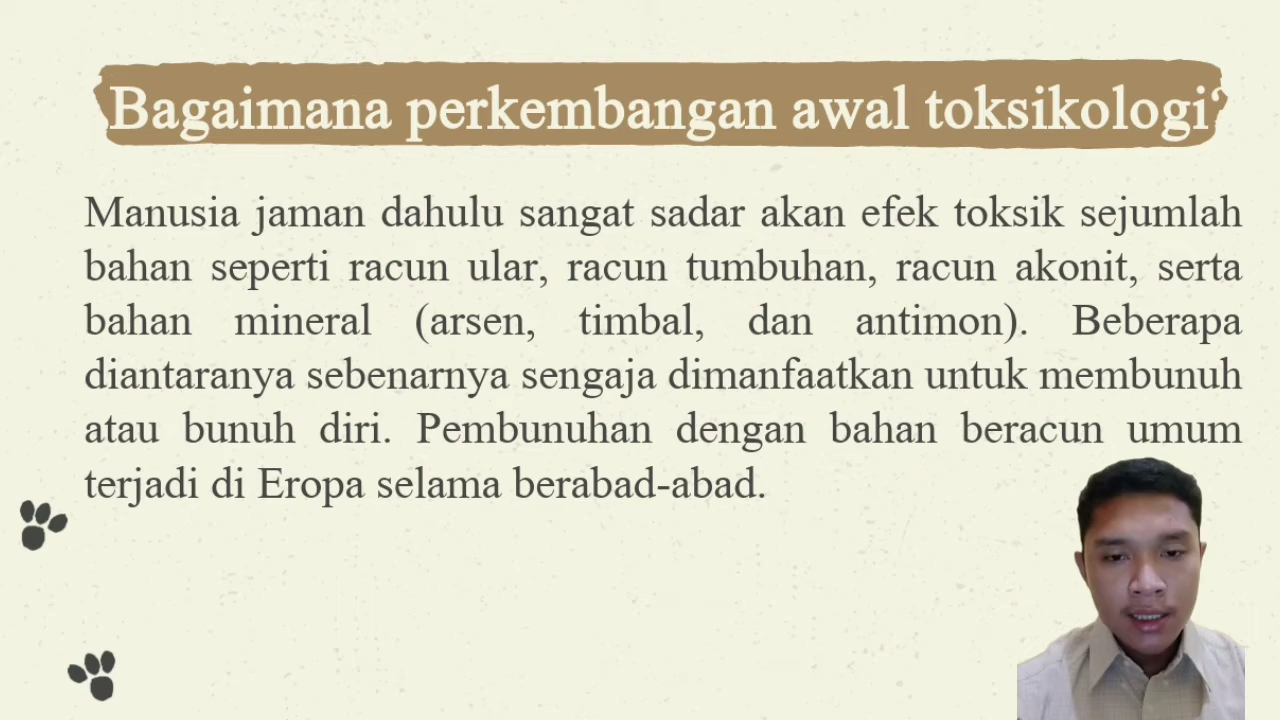 Bagaimana perkembangan awal toksikologi?
Manusia jaman dahulu sangat sadar akan efek toksik sejumlah
bahan seperti racun ular, racun tumbuhan, racun akonit, serta
bahan mineral (arsen, timbal, dan antimon). Beberapa
diantaranya sebenarnya sengaja dimanfaatkan untuk membunuh
atau bunuh diri. Pembunuhan dengan bahan beracun umum
terjadi di Eropa selama berabad-abad.